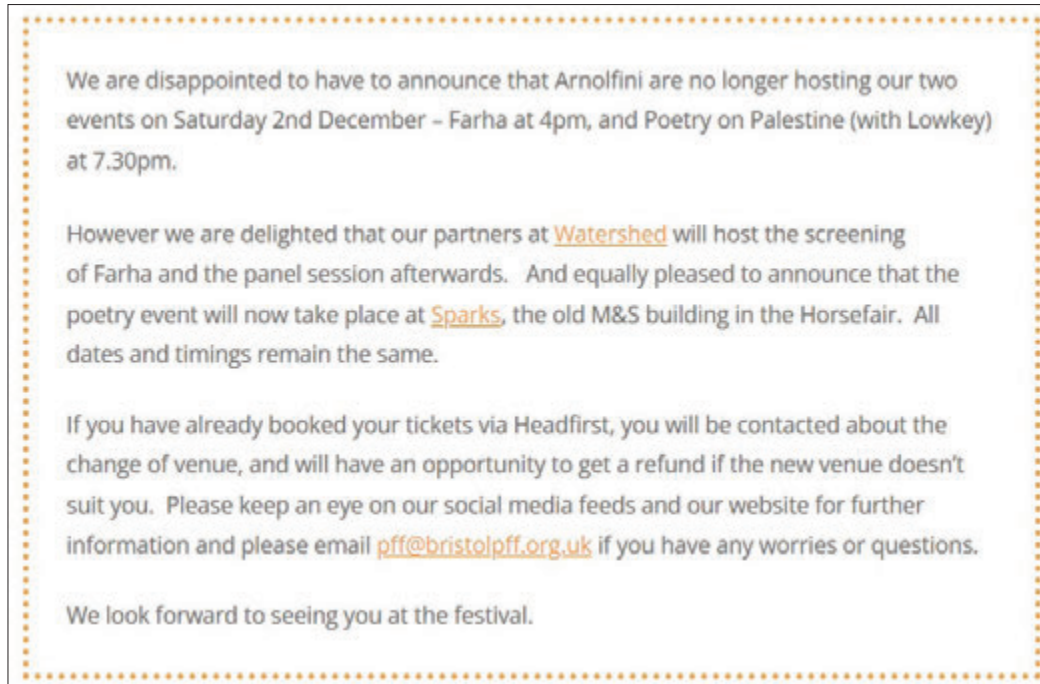 We are disappointed to have to announce that Arnolfini are no longer hosting our two
events on Saturday 2nd December – Farha at 4pm, and Poetry on Palestine (with Lowkey)
at 7.30pm.
However we are delighted that our partners at Watershed will host the screening
of Farha and the panel session afterwards.   And equally pleased to announce that the
poetry event will now take place at Sparks, the old M&S building in the Horsefair.  All
dates and timings remain the same.
If you have already booked your tickets via Headfirst, you will be contacted about the
change of venue, and will have an opportunity to get a refund if the new venue doesn't
suit you.  Please keep an eye on our social media feeds and our website for further
information and please email pff@bristolpff.org.uk if you have any worries or questions.
We look forward to seeing you at the festival.